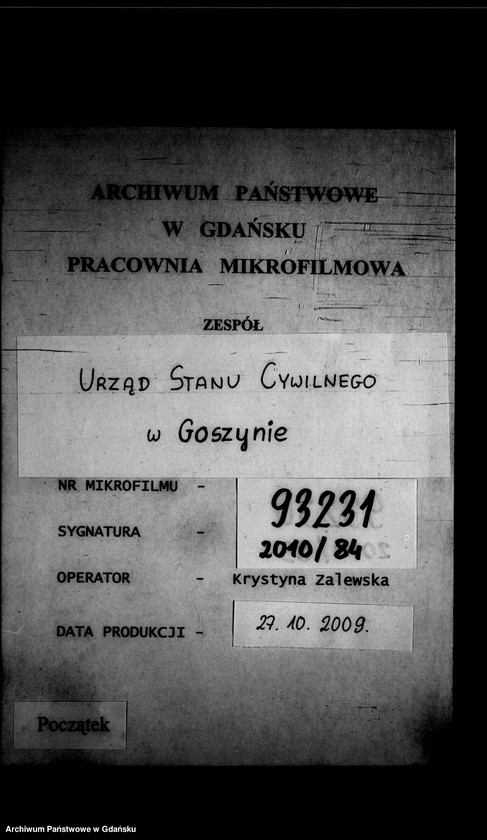 ARCHIWUM PAŃSTWOWE
W GDAŃSKU
PRACOWNIA MIKROFILMOWA
ZESPÓŁ
URZĄD STANU CYWILNEGO
w Goszynie
NR MIKROFILMU - 93231
SYGNATURA - 2010/84
OPERATOR - Krystyna Zalewska
DATA PRODUKCJI - 27. 10. 2009.
Początek
Archiwum Państwowe w Gdańsku